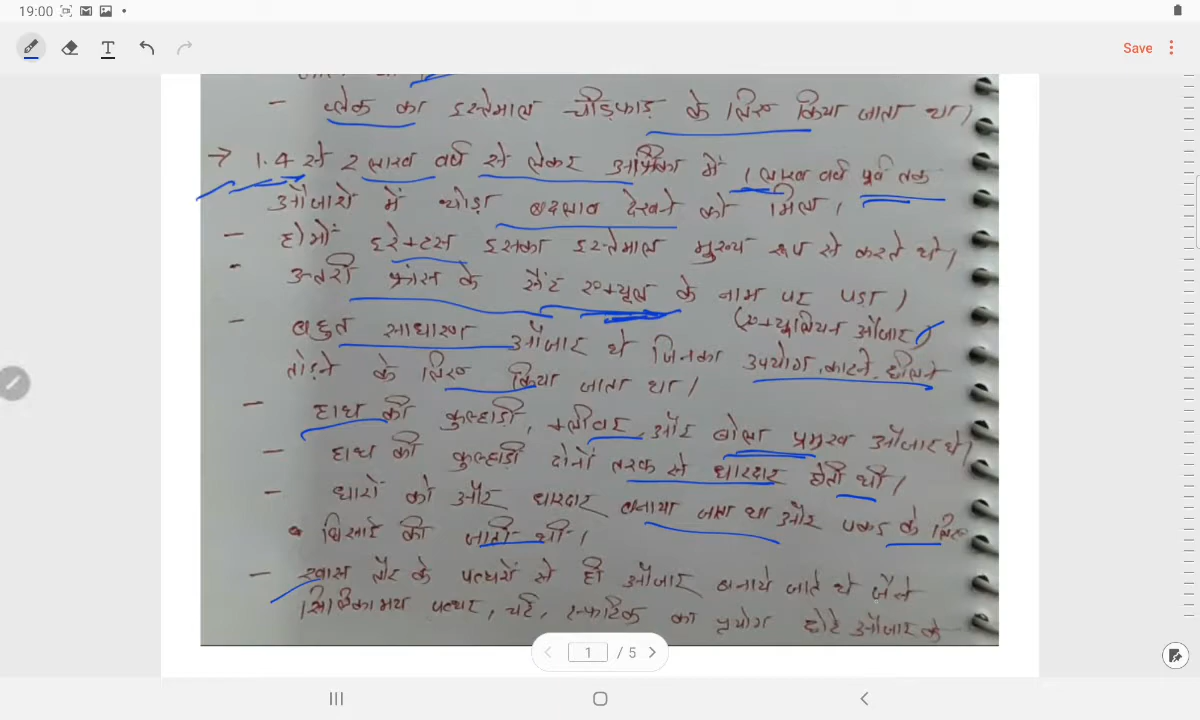 19:00
Save
- फ्लेक का इस्तेमाल चीड़फाड़ के लिए किया जाता था।
→ 1.4 से 2 लाख वर्ष से लेकर अफ्रिका में 1 लाख वर्ष पूर्व तक
औजारो में थोड़ा बदलाव देखने को मिला।
- होमो इरेक्टस इसका इस्तेमाल मुख्य रूप से करते थे।
- उत्तरी फ्रांस के सैंट एच्यूल के नाम पर पड़ा)
(एच्यूलियन औजार)
- बहुत साधारण औजार थे जिनका उपयोग, काटने, छीलने
तोड़ने के लिए किया जाता था।
- हाथ की कुल्हाड़ी, क्लीवर, और बोला प्रमुख औजार थे।
- हाथ की कुल्हाड़ी दोनों तरफ से धारदार होती थी।
- धारों को और धारदार बनाया जाता था और पकड़ के लिए
घिसाई की जाती थी।
- खास तौर के पत्थरों से ही औजार बनाये जाते थे जैसे
सिलिकामय पत्थर, चर्ट, स्फाटिक का प्रयोग छोटे औजार के
1 / 5